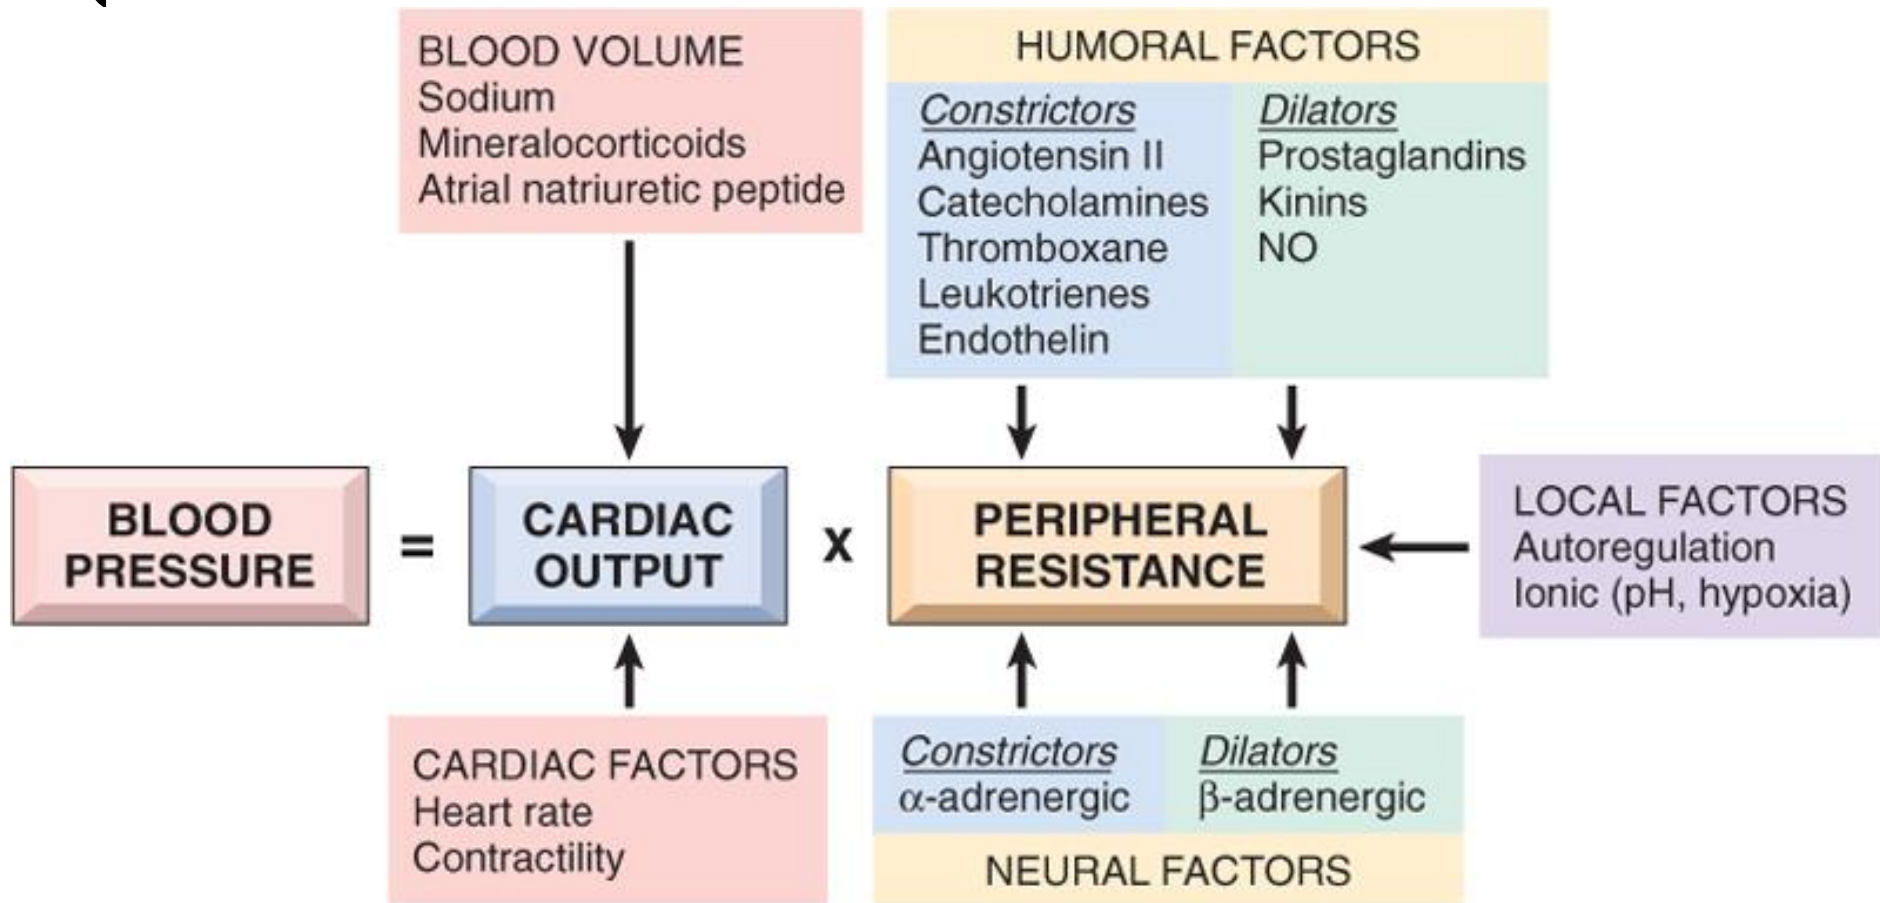 BLOOD VOLUME
Sodium
Mineralocorticoids
Atrial natriuretic peptide
HUMORAL FACTORS
Constrictors
Angiotensin II
Catecholamines
Thromboxane
Leukotrienes
Endothelin
Dilators
Prostaglandins
Kinins
NO
BLOOD
PRESSURE
=
CARDIAC
OUTPUT
x
PERIPHERAL
RESISTANCE
LOCAL FACTORS
Autoregulation
Ionic (pH, hypoxia)
CARDIAC FACTORS
Heart rate
Contractility
Constrictors
α-adrenergic
Dilators
β-adrenergic
NEURAL FACTORS